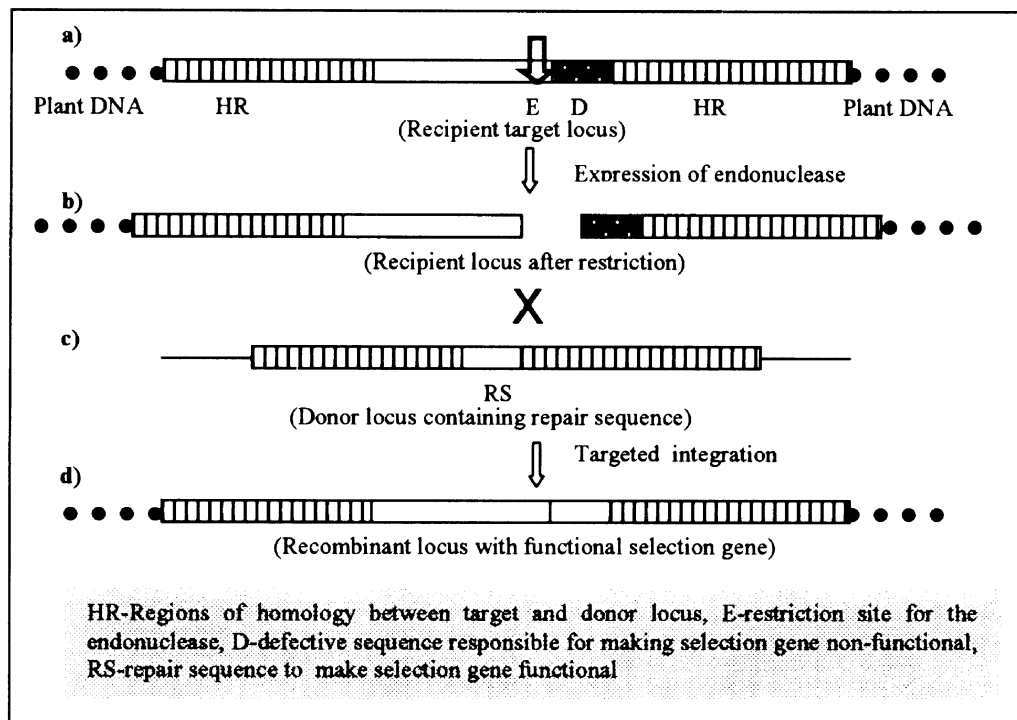 a)
Plant DNA HR E D HR Plant DNA
(Recipient target locus)
Expression of endonuclease
b)
(Recipient locus after restriction)
X
c)
RS
(Donor locus containing repair sequence)
Targeted integration
d)
(Recombinant locus with functional selection gene)
HR-Regions of homology between target and donor locus, E-restriction site for the
endonuclease, D-defective sequence responsible for making selection gene non-functional,
RS-repair sequence to make selection gene functional